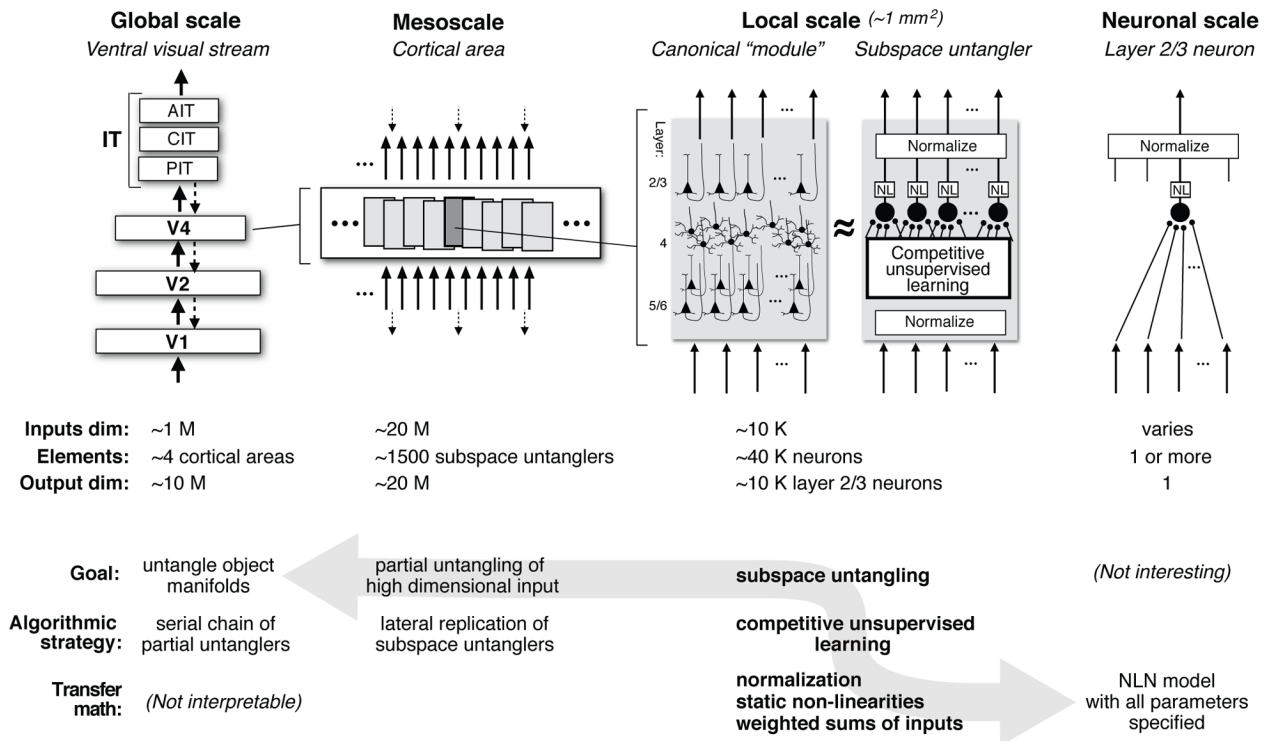 Global scale
Ventral visual stream
Mesoscale
Cortical area
Local scale (~1 mm²)
Canonical “module”
Subspace untangler
Neuronal scale
Layer 2/3 neuron
IT
AIT
CIT
PIT
V4
V2
V1
...
...
...
...
Layer:
2/3
4
5/6
...
...
...
...
...
≈
...
Normalize
NL NL NL NL
...
Competitive
unsupervised
learning
Normalize
...
Normalize
NL
...
...
Inputs dim: ~1 M ~20 M ~10 K varies
Elements: ~4 cortical areas ~1500 subspace untanglers ~40 K neurons 1 or more
Output dim: ~10 M ~20 M ~10 K layer 2/3 neurons 1
Goal: untangle object manifolds
partial untangling of
high dimensional input
subspace untangling
(Not interesting)
Algorithmic
strategy:
serial chain of
partial untanglers
lateral replication of
subspace untanglers
competitive unsupervised
learning
Transfer
math:
(Not interpretable)
normalization
static non-linearities
weighted sums of inputs
NLN model
with all parameters
specified